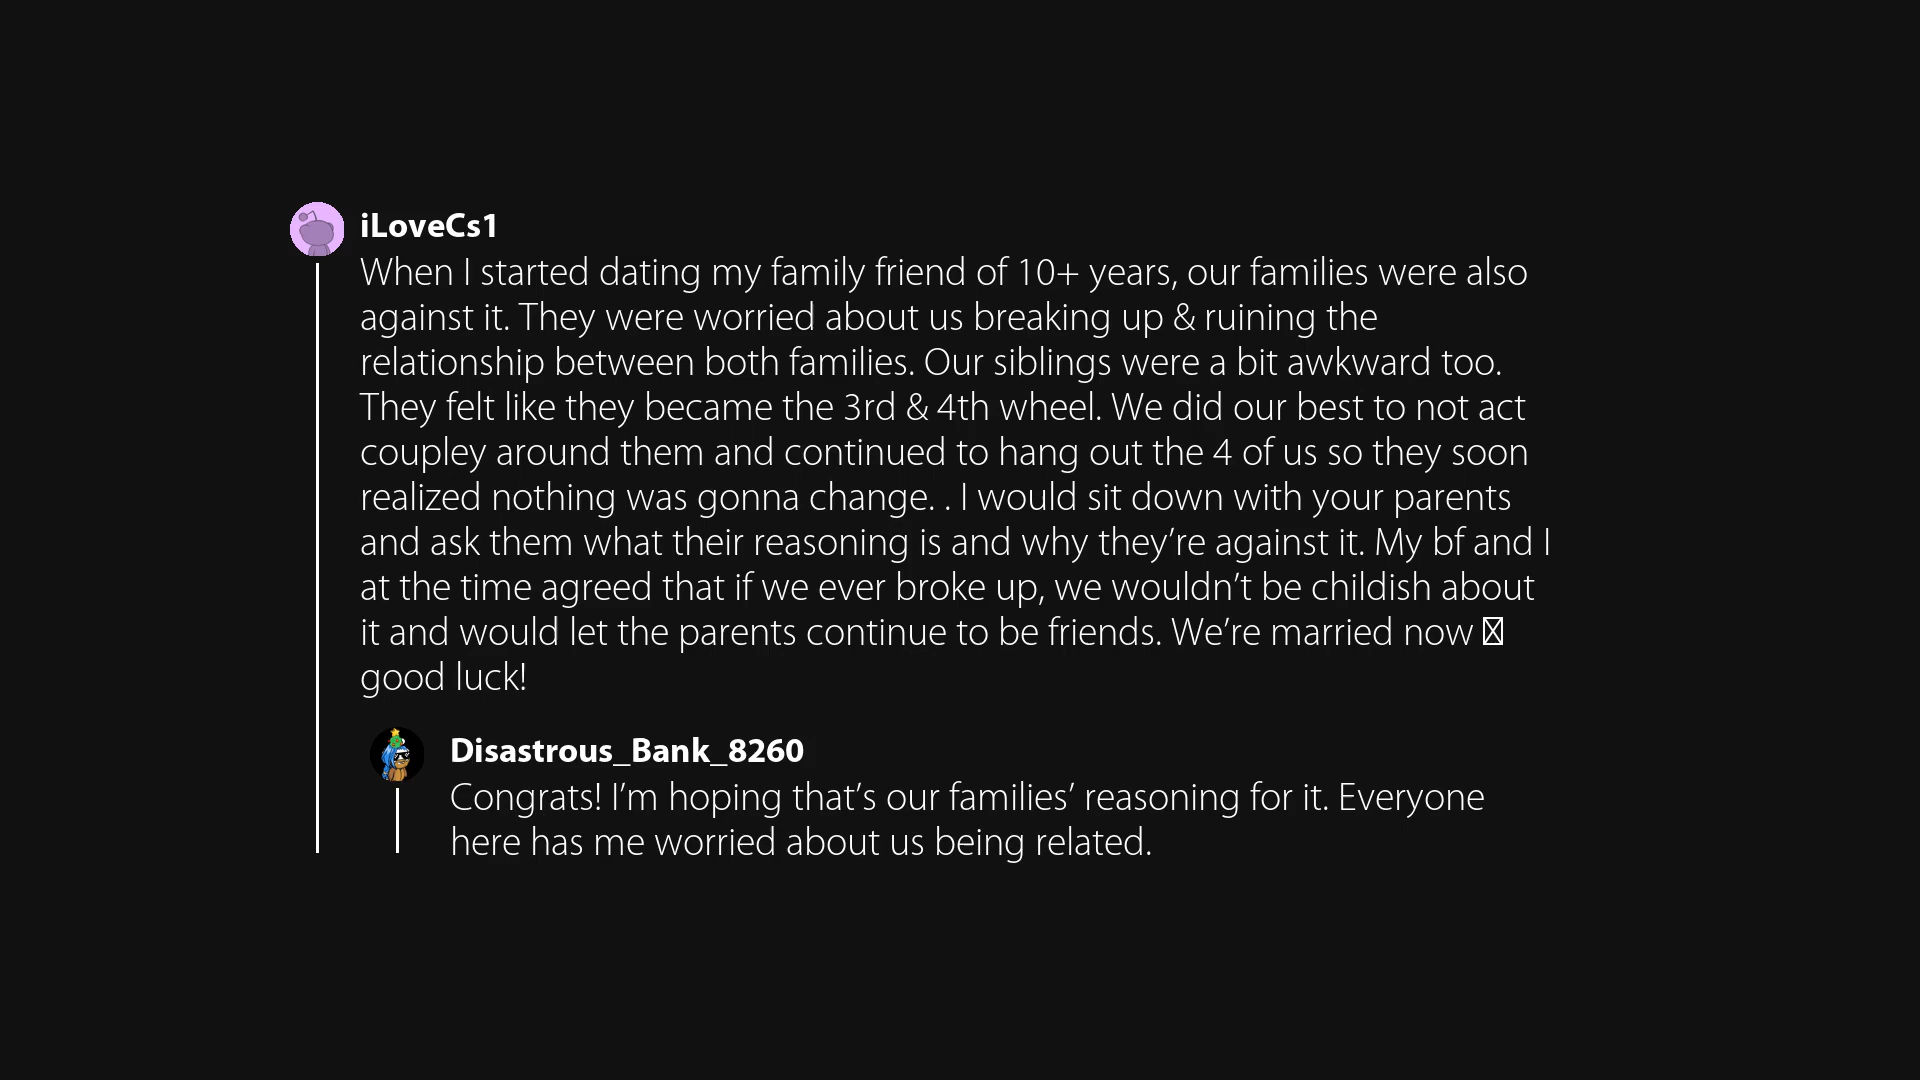 iLoveCs1
When I started dating my family friend of 10+ years, our families were also
against it. They were worried about us breaking up & ruining the
relationship between both families. Our siblings were a bit awkward too.
They felt like they became the 3rd & 4th wheel. We did our best to not act
coupley around them and continued to hang out the 4 of us so they soon
realized nothing was gonna change. . I would sit down with your parents
and ask them what their reasoning is and why they’re against it. My bf and I
at the time agreed that if we ever broke up, we wouldn’t be childish about
it and would let the parents continue to be friends. We’re married now
good luck!
Disastrous_Bank_8260
Congrats! I’m hoping that’s our families’ reasoning for it. Everyone
here has me worried about us being related.